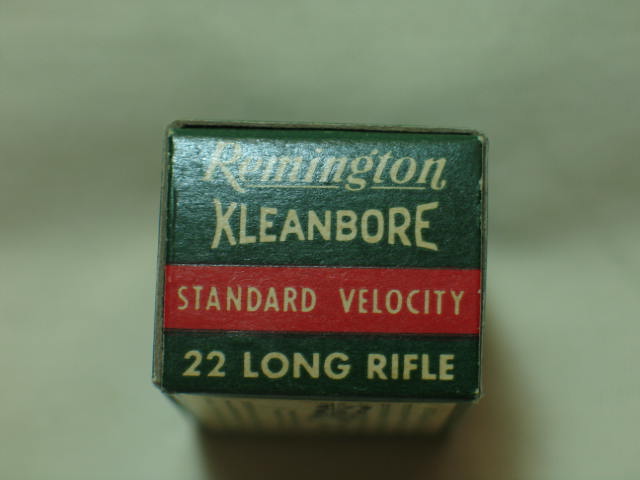 Remington
KLEANBORE
STANDARD VELOCITY
22 LONG RIFLE